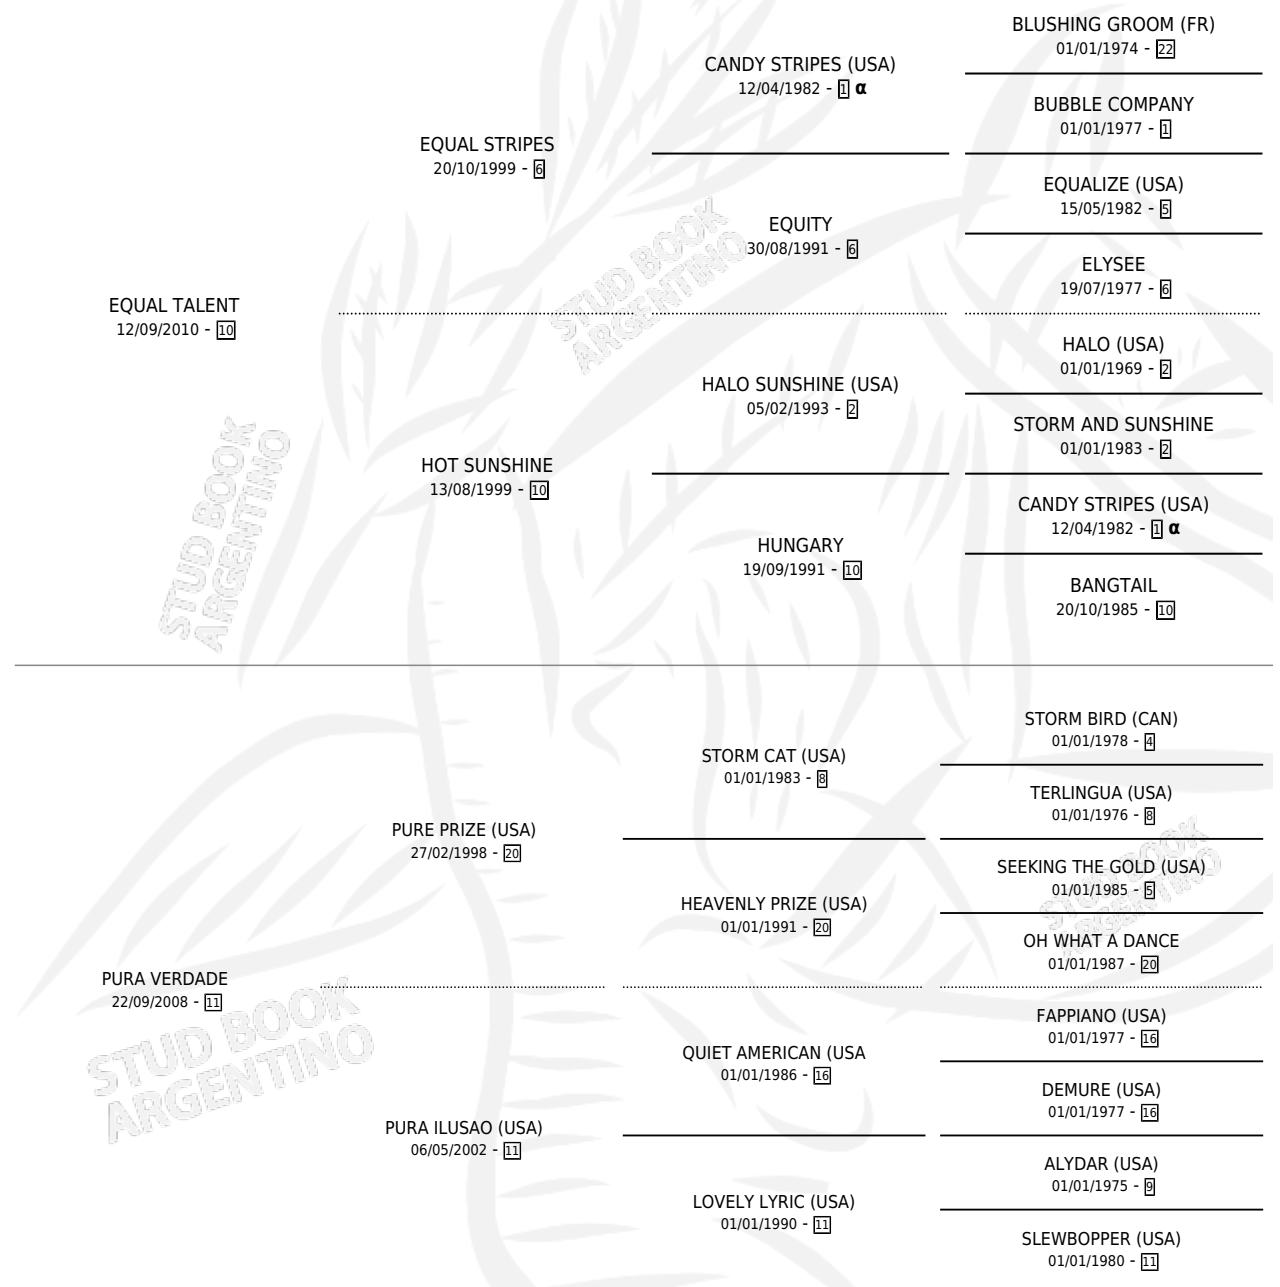 BLUSHING GROOM (FR)
01/01/1974 - 22
CANDY STRIPES (USA)
12/04/1982 - 1 α
BUBBLE COMPANY
01/01/1977 - 1
EQUAL STRIPES
20/10/1999 - 6
EQUALIZE (USA)
15/05/1982 - 5
EQUITY
30/08/1991 - 6
ELYSEE
19/07/1977 - 6
EQUAL TALENT
12/09/2010 - 10
HALO (USA)
01/01/1969 - 2
HALO SUNSHINE (USA)
05/02/1993 - 2
STORM AND SUNSHINE
01/01/1983 - 2
HOT SUNSHINE
13/08/1999 - 10
CANDY STRIPES (USA)
12/04/1982 - 1 α
HUNGARY
19/09/1991 - 10
BANGTAIL
20/10/1985 - 10
STORM BIRD (CAN)
01/01/1978 - 4
STORM CAT (USA)
01/01/1983 - 8
TERLINGUA (USA)
01/01/1976 - 8
PURE PRIZE (USA)
27/02/1998 - 20
SEEKING THE GOLD (USA)
01/01/1985 - 5
HEAVENLY PRIZE (USA)
01/01/1991 - 20
OH WHAT A DANCE
01/01/1987 - 20
PURA VERDADE
22/09/2008 - 11
FAPPIANO (USA)
01/01/1977 - 16
QUIET AMERICAN (USA
01/01/1986 - 16
DEMURE (USA)
01/01/1977 - 16
PURA ILUSAO (USA)
06/05/2002 - 11
ALYDAR (USA)
01/01/1975 - 9
LOVELY LYRIC (USA)
01/01/1990 - 11
SLEWBOPPER (USA)
01/01/1980 - 11
STUD BOOK
ARGENTINO
STUD BOOK
ARGENTINO
STUD BOOK
ARGENTINO
STUD BOOK
ARGENTINO